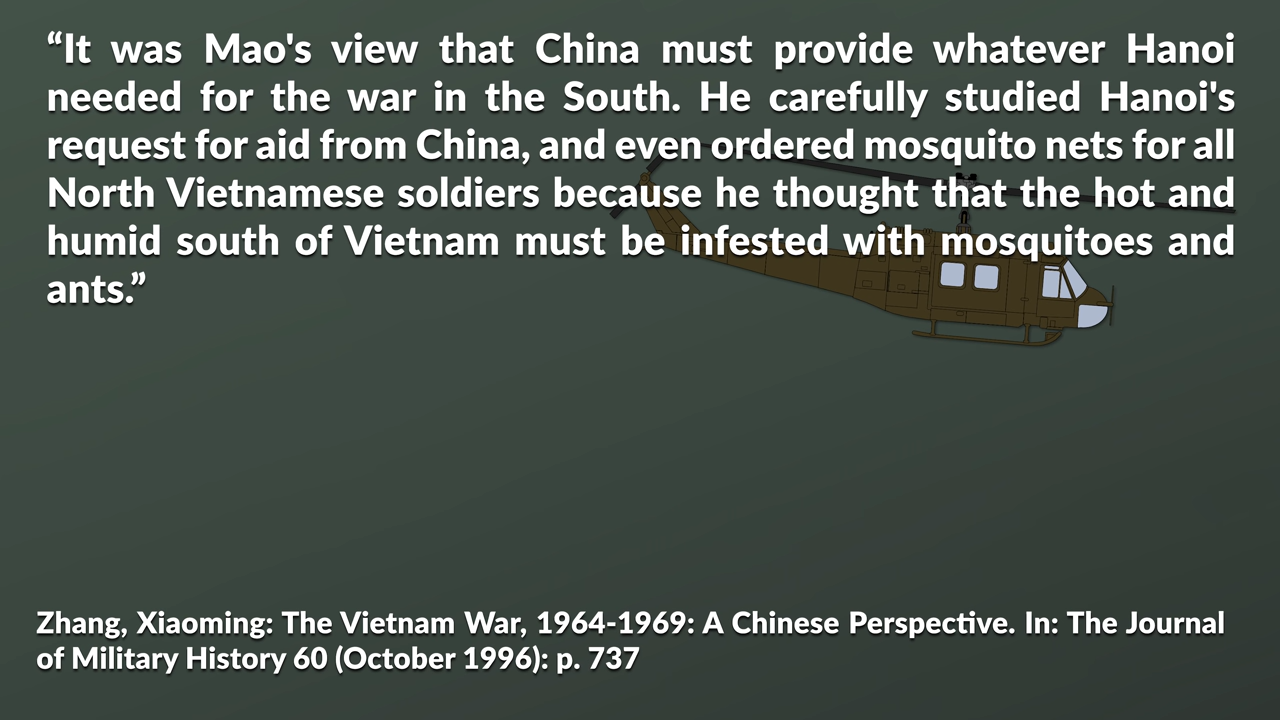 “It was Mao's view that China must provide whatever Hanoi
needed for the war in the South. He carefully studied Hanoi's
request for aid from China, and even ordered mosquito nets for all
North Vietnamese soldiers because he thought that the hot and
humid south of Vietnam must be infested with mosquitoes and
ants.”
Zhang, Xiaoming: The Vietnam War, 1964-1969: A Chinese Perspective. In: The Journal
of Military History 60 (October 1996): p. 737